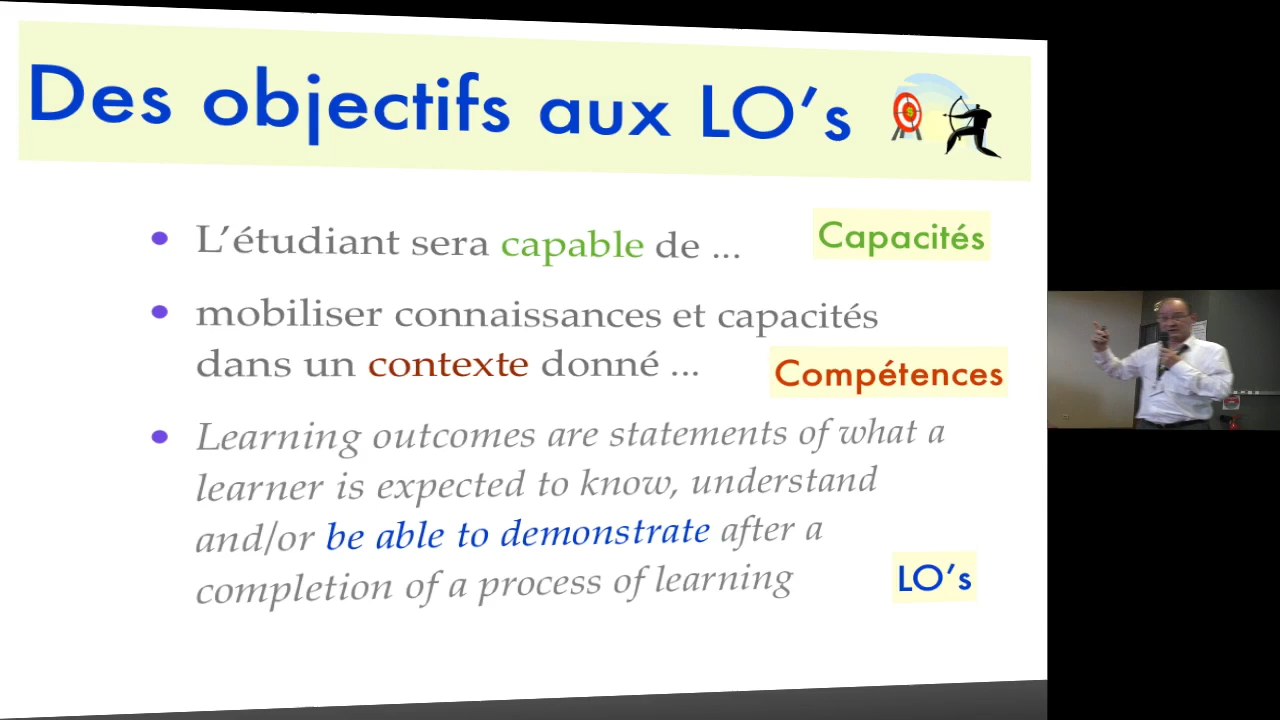 Des objectifs aux LO's
L'étudiant sera capable de ...
Capacités
mobiliser connaissances et capacités
dans un contexte donné ...
Compétences
Learning outcomes are statements of what a
learner is expected to know, understand
and/or be able to demonstrate after a
completion of a process of learning
LO's